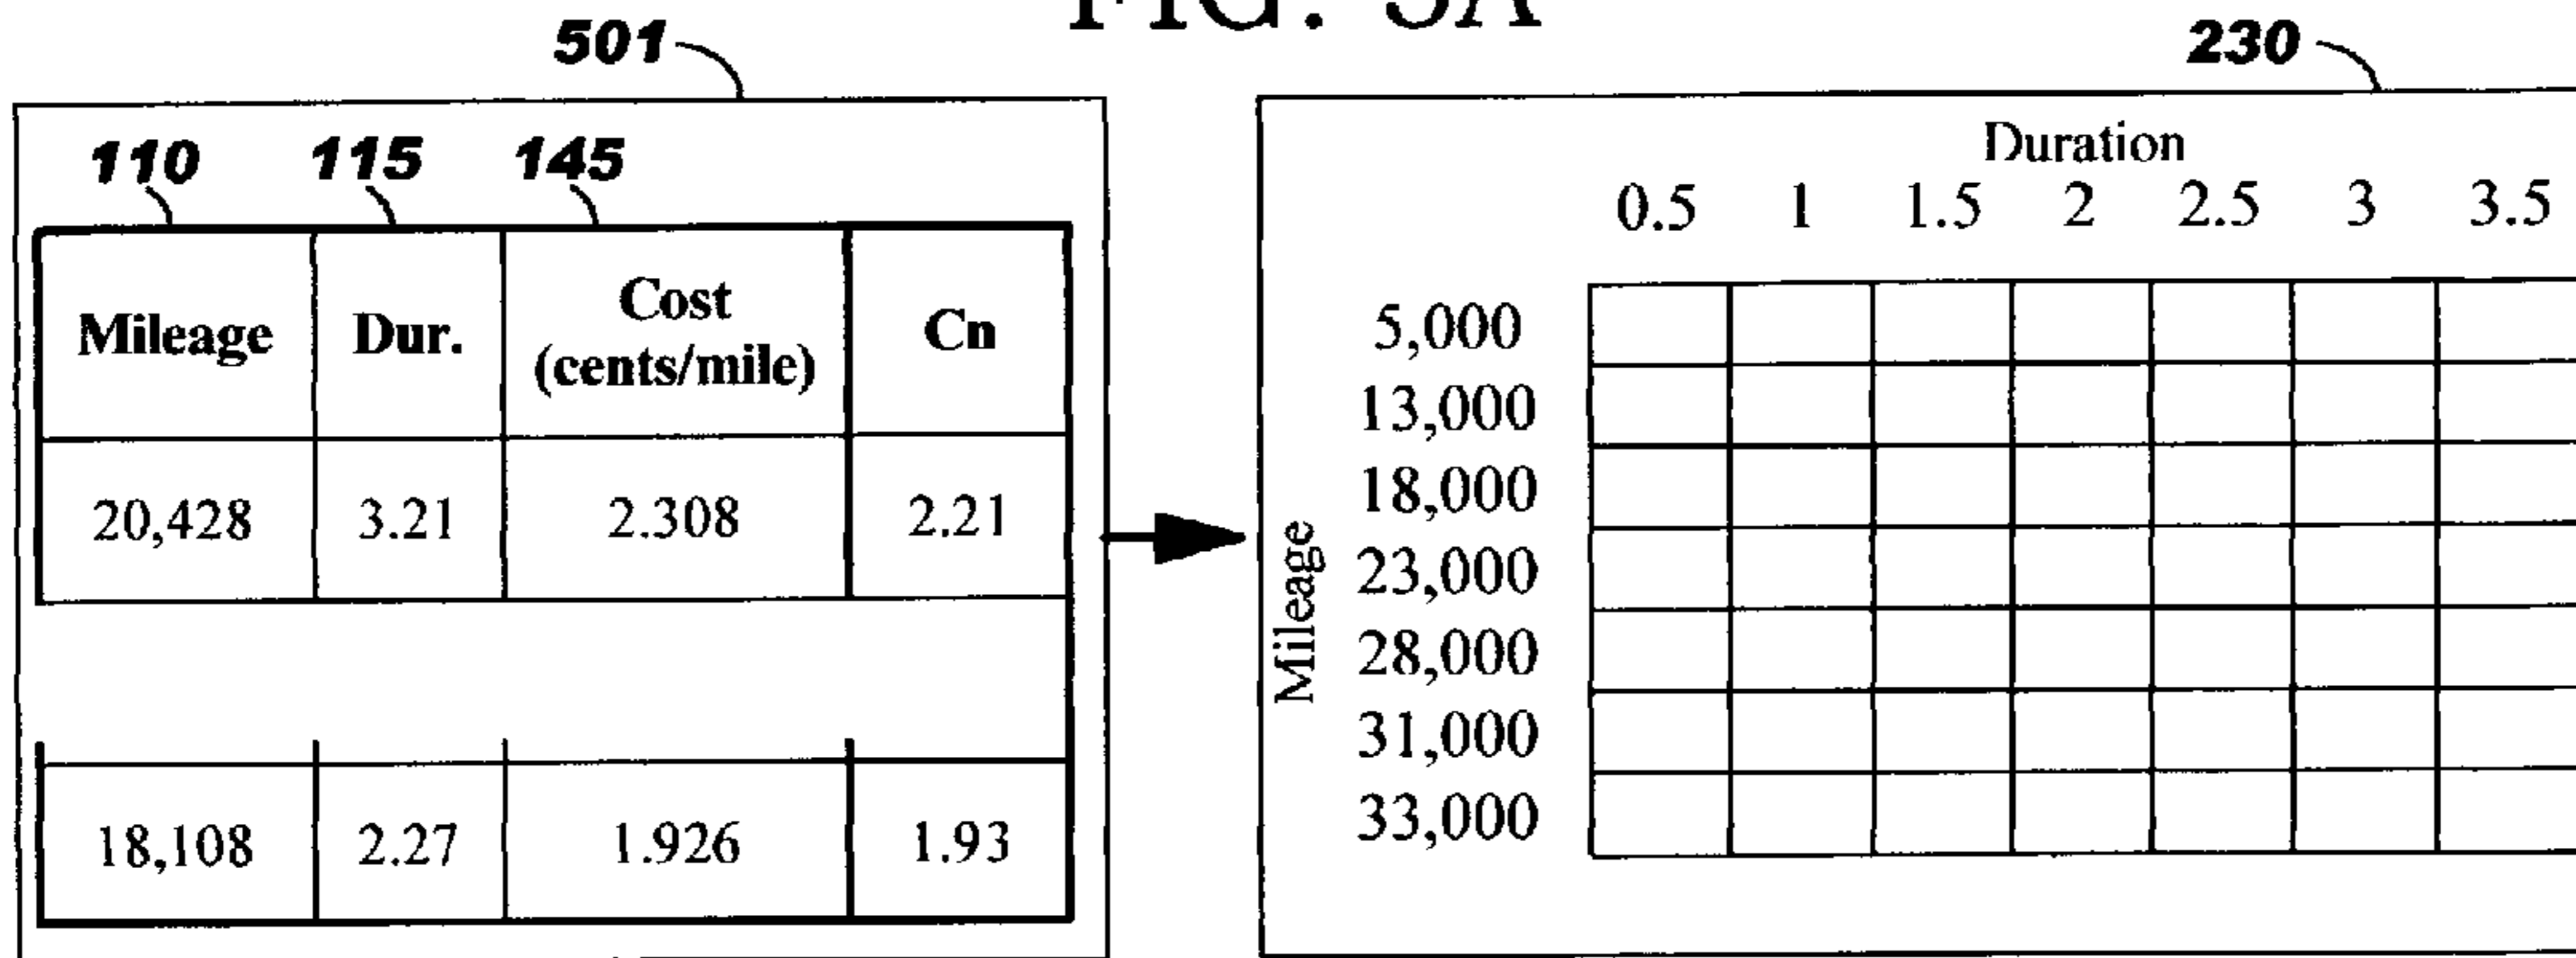 FIG. 5A
501
230
110 115 145
Mileage Dur. Cost (cents/mile) Cn
20,428 3.21 2.308 2.21
18,108 2.27 1.926 1.93
Duration
0.5 1 1.5 2 2.5 3 3.5
Mileage
5,000
13,000
18,000
23,000
28,000
31,000
33,000